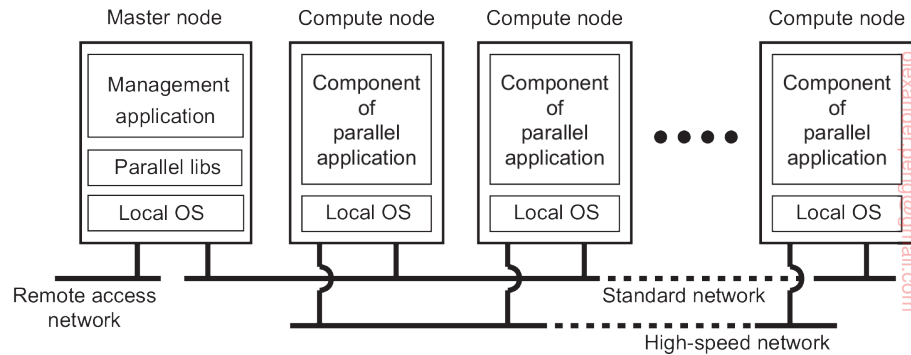 Master node
Compute node
Compute node
Compute node
Management
application
Parallel libs
Local OS
Component
of
parallel
application
Local OS
Component
of
parallel
application
Local OS
Component
of
parallel
application
Local OS
Remote access
network
Standard network
High-speed network